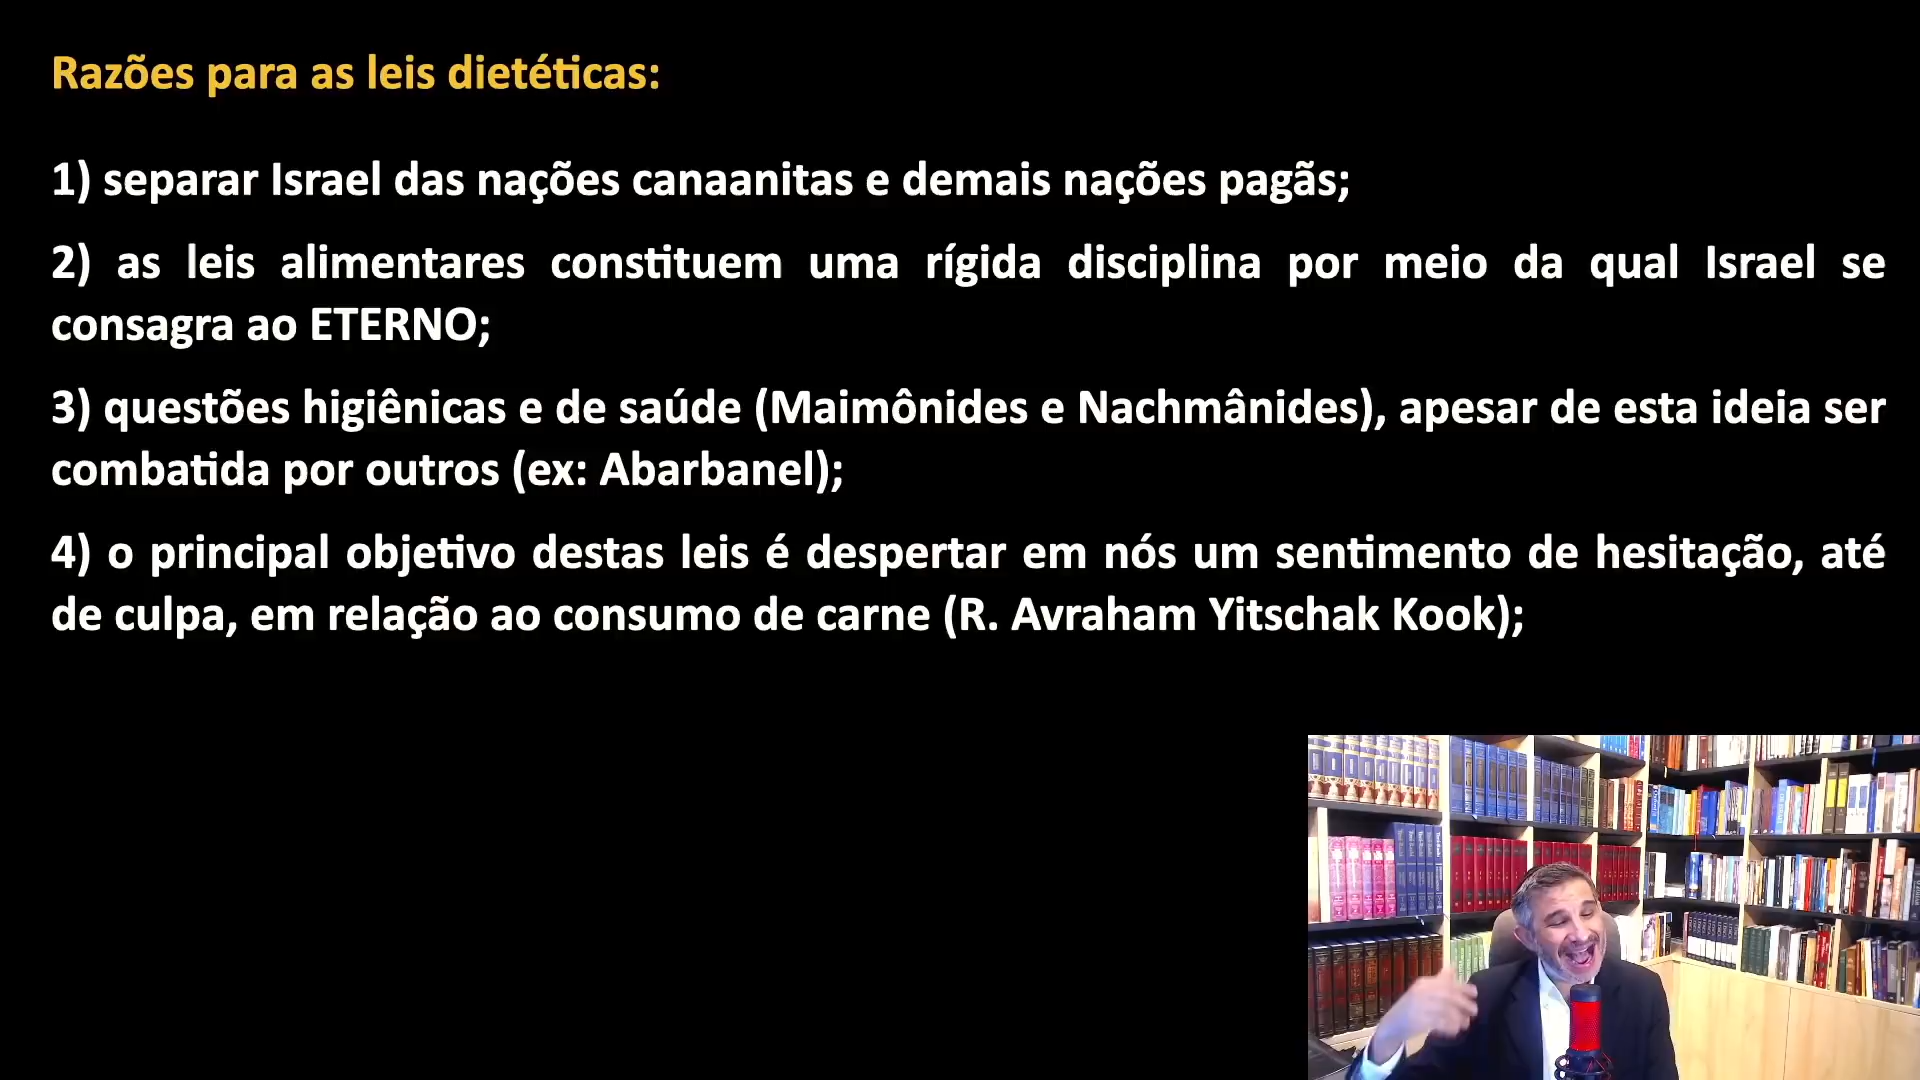 Razões para as leis dietéticas:
1) separar Israel das nações canaanitas e demais nações pagãs;
2) as leis alimentares constituem uma rígida disciplina por meio da qual Israel se
consagra ao ETERNO;
3) questões higiênicas e de saúde (Maimônides e Nachmânides), apesar de esta ideia ser
combatida por outros (ex: Abarbanel);
4) o principal objetivo destas leis é despertar em nós um sentimento de hesitação, até
de culpa, em relação ao consumo de carne (R. Avraham Yitschak Kook);